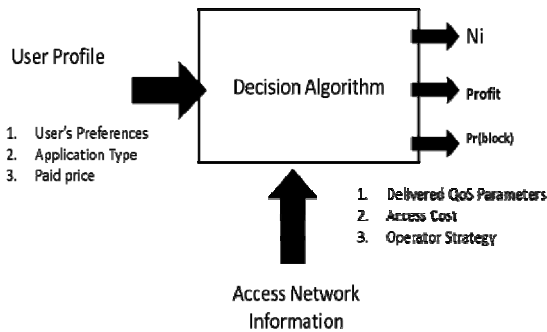 User Profile
1. User's Preferences
2. Application Type
3. Paid price
Decision Algorithm
Ni
Profit
Pr(block)
1. Delivered QoS Parameters
2. Access Cost
3. Operator Strategy
Access Network
Information